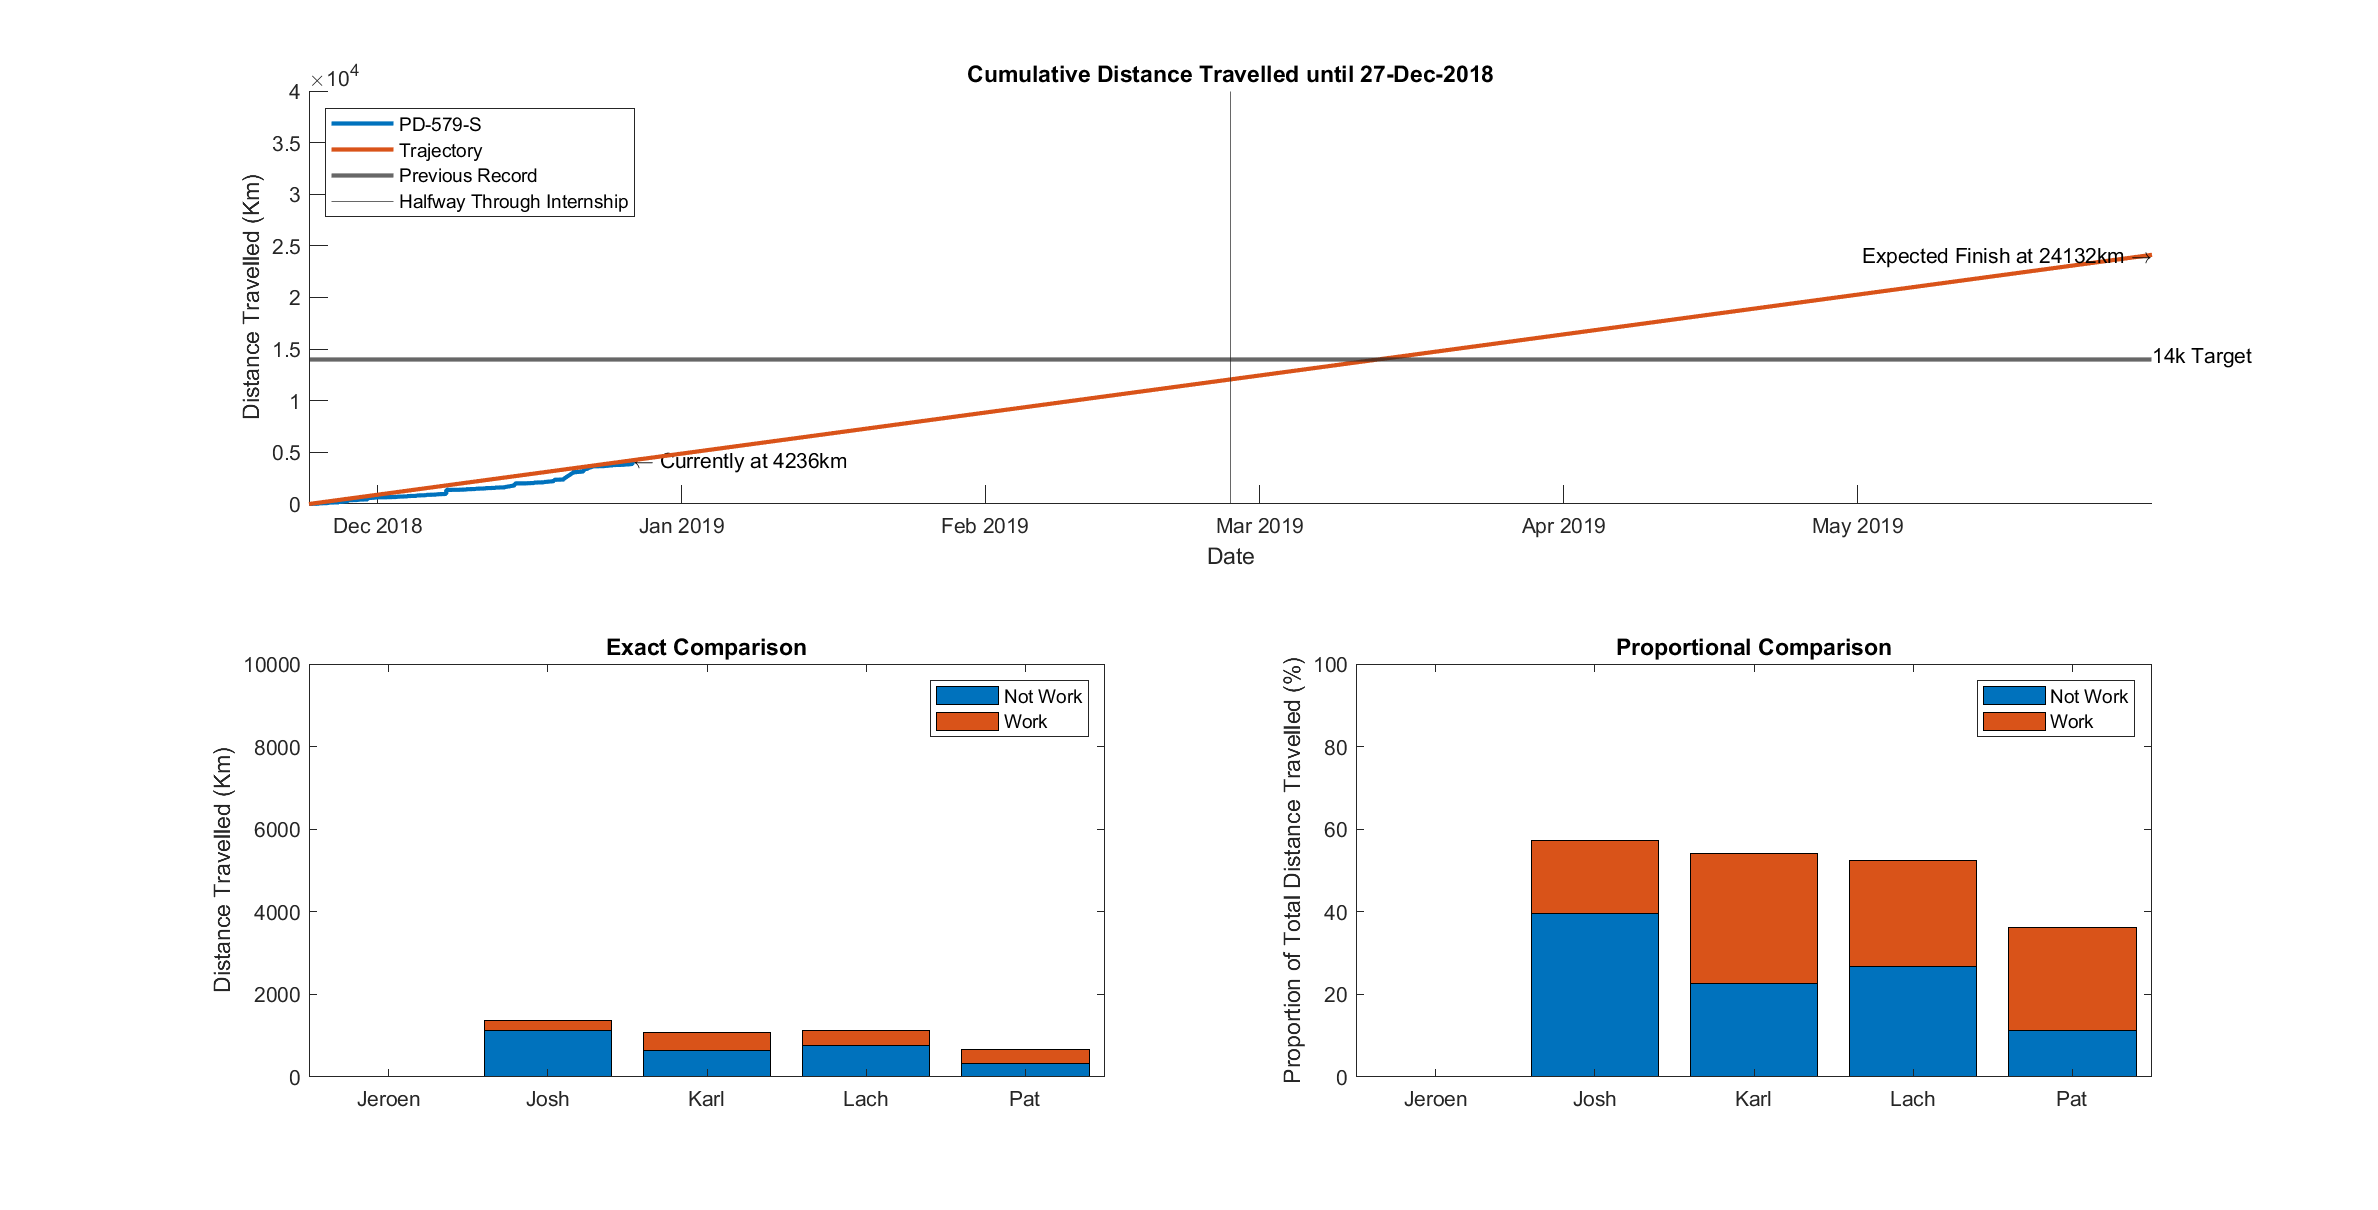 Cumulative Distance Travelled until 27-Dec-2018
×10^4
4
3.5
3
2.5
2
1.5
1
0.5
0
Distance Travelled (Km)
PD-579-S
Trajectory
Previous Record
Halfway Through Internship
Expected Finish at 24132km
14k Target
Currently at 4236km
Dec 2018
Jan 2019
Feb 2019
Mar 2019
Apr 2019
May 2019
Date
Exact Comparison
10000
8000
6000
4000
2000
0
Distance Travelled (Km)
Not Work
Work
Jeroen
Josh
Karl
Lach
Pat
Proportional Comparison
100
80
60
40
20
0
Proportion of Total Distance Travelled (%)
Not Work
Work
Jeroen
Josh
Karl
Lach
Pat